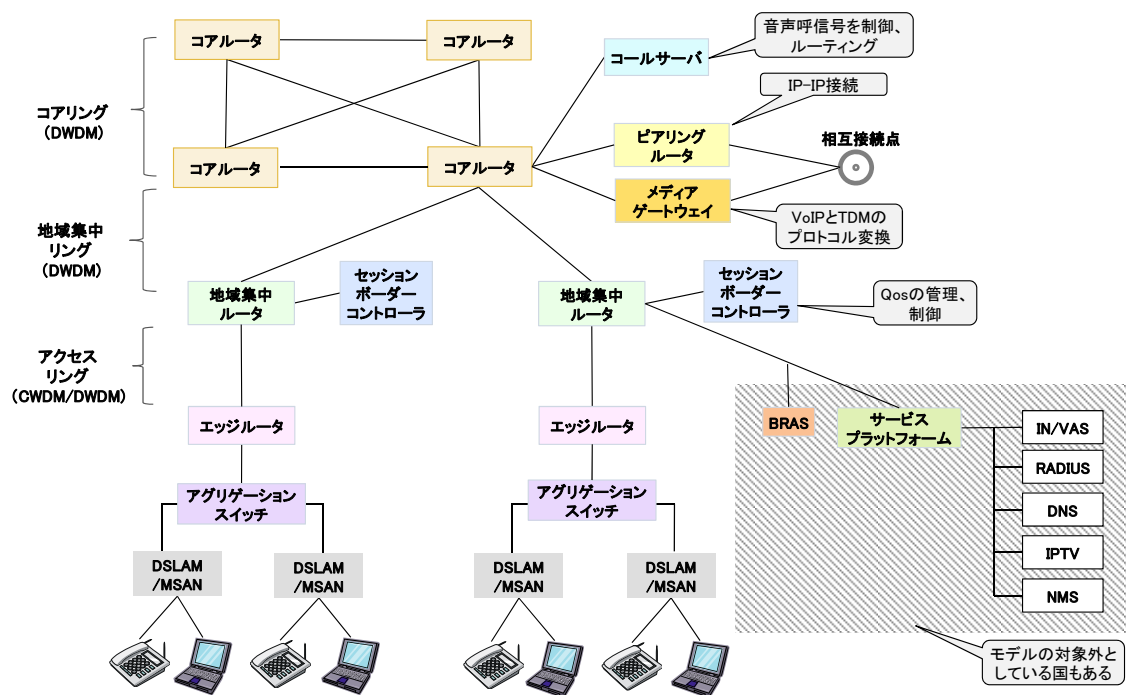 コアルータ
コアルータ
音声呼信号を制御、
ルーティング
コールサーバ
IP-IP接続
コアリング
(DWDM)
ピアリング
ルータ
相互接続点
コアルータ
コアルータ
メディア
ゲートウェイ
VoIPとTDMの
プロトコル変換
地域集中
リング
(DWDM)
セッション
ボーダー
コントローラ
セッション
ボーダー
コントローラ
地域集中
ルータ
地域集中
ルータ
Qosの管理、
制御
アクセス
リング
(CWDM/DWDM)
エッジルータ
エッジルータ
BRAS
サービス
プラットフォーム
IN/VAS
RADIUS
DNS
IPTV
NMS
アグリゲーション
スイッチ
アグリゲーション
スイッチ
DSLAM
/MSAN
DSLAM
/MSAN
DSLAM
/MSAN
DSLAM
/MSAN
モデルの対象外と
している国もある